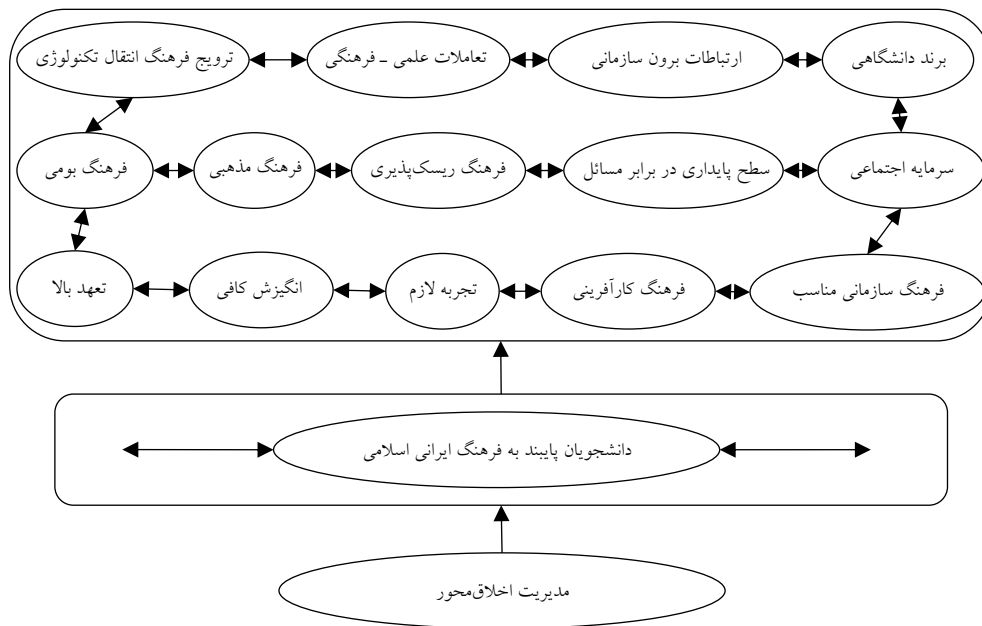 برند دانشگاهی
ارتباطات برون سازمانی
تعاملات علمی ـ فرهنگی
ترویج فرهنگ انتقال تکنولوژی
سرمایه اجتماعی
سطح پایداری در برابر مسائل
فرهنگ ریسک‌پذیری
فرهنگ مذهبی
فرهنگ بومی
فرهنگ سازمانی مناسب
فرهنگ کارآفرینی
تجربه لازم
انگیزش کافی
تعهد بالا
دانشجویان پایبند به فرهنگ ایرانی اسلامی
مدیریت اخلاق‌محور